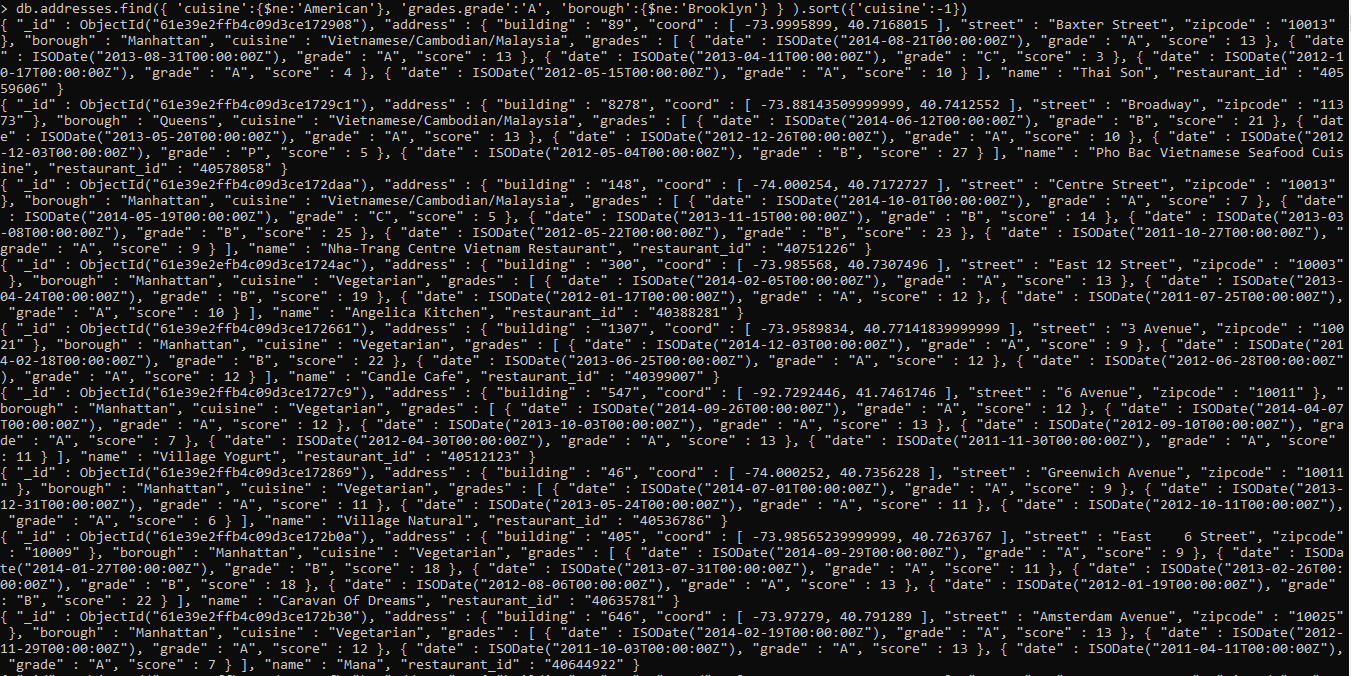 > db.addresses.find({ 'cuisine':{$ne:'American'}, 'grades.grade':'A', 'borough':{$ne:'Brooklyn'} } ).sort({'cuisine':-1})
{ "_id" : ObjectId("61e39e2ffb4c09d3ce172908"), "address" : { "building" : "89", "coord" : [ -73.9995899, 40.7168015 ], "street" : "Baxter Street", "zipcode" : "10013"
}, "borough" : "Manhattan", "cuisine" : "Vietnamese/Cambodian/Malaysia", "grades" : [ { "date" : ISODate("2014-08-21T00:00:00Z"), "grade" : "A", "score" : 13 }, { "date
" : ISODate("2013-08-31T00:00:00Z"), "grade" : "A", "score" : 13 }, { "date" : ISODate("2013-04-11T00:00:00Z"), "grade" : "C", "score" : 3 }, { "date" : ISODate("2012-1
0-17T00:00:00Z"), "grade" : "A", "score" : 4 }, { "date" : ISODate("2012-05-15T00:00:00Z"), "grade" : "A", "score" : 10 } ], "name" : "Thai Son", "restaurant_id" : "405
59606" }
{ "_id" : ObjectId("61e39e2ffb4c09d3ce1729c1"), "address" : { "building" : "8278", "coord" : [ -73.88143509999999, 40.7412552 ], "street" : "Broadway", "zipcode" : "113
73" }, "borough" : "Queens", "cuisine" : "Vietnamese/Cambodian/Malaysia", "grades" : [ { "date" : ISODate("2014-06-12T00:00:00Z"), "grade" : "B", "score" : 21 }, { "dat
e" : ISODate("2013-05-20T00:00:00Z"), "grade" : "A", "score" : 13 }, { "date" : ISODate("2012-12-26T00:00:00Z"), "grade" : "A", "score" : 10 }, { "date" : ISODate("2012
-12-03T00:00:00Z"), "grade" : "P", "score" : 5 }, { "date" : ISODate("2012-05-04T00:00:00Z"), "grade" : "B", "score" : 27 } ], "name" : "Pho Bac Vietnamese Seafood Cuis
ine", "restaurant_id" : "40578058" }
{ "_id" : ObjectId("61e39e2ffb4c09d3ce172daa"), "address" : { "building" : "148", "coord" : [ -74.000254, 40.7172727 ], "street" : "Centre Street", "zipcode" : "10013"
}, "borough" : "Manhattan", "cuisine" : "Vietnamese/Cambodian/Malaysia", "grades" : [ { "date" : ISODate("2014-10-01T00:00:00Z"), "grade" : "A", "score" : 7 }, { "date"
: ISODate("2014-05-19T00:00:00Z"), "grade" : "C", "score" : 5 }, { "date" : ISODate("2013-11-15T00:00:00Z"), "grade" : "B", "score" : 14 }, { "date" : ISODate("2013-03
-08T00:00:00Z"), "grade" : "B", "score" : 25 }, { "date" : ISODate("2012-05-22T00:00:00Z"), "grade" : "B", "score" : 23 }, { "date" : ISODate("2011-10-27T00:00:00Z"), "
grade" : "A", "score" : 9 } ], "name" : "Nha-Trang Centre Vietnam Restaurant", "restaurant_id" : "40751226" }
{ "_id" : ObjectId("61e39e2efb4c09d3ce1724ac"), "address" : { "building" : "300", "coord" : [ -73.985568, 40.7307496 ], "street" : "East 12 Street", "zipcode" : "10003"
}, "borough" : "Manhattan", "cuisine" : "Vegetarian", "grades" : [ { "date" : ISODate("2014-02-05T00:00:00Z"), "grade" : "A", "score" : 13 }, { "date" : ISODate("2013-
04-24T00:00:00Z"), "grade" : "B", "score" : 19 }, { "date" : ISODate("2012-01-17T00:00:00Z"), "grade" : "A", "score" : 12 }, { "date" : ISODate("2011-07-25T00:00:00Z"),
"grade" : "A", "score" : 10 } ], "name" : "Angelica Kitchen", "restaurant_id" : "40388281" }
{ "_id" : ObjectId("61e39e2ffb4c09d3ce172661"), "address" : { "building" : "1307", "coord" : [ -73.9589834, 40.77141839999999 ], "street" : "3 Avenue", "zipcode" : "100
21" }, "borough" : "Manhattan", "cuisine" : "Vegetarian", "grades" : [ { "date" : ISODate("2014-12-03T00:00:00Z"), "grade" : "A", "score" : 9 }, { "date" : ISODate("201
4-02-18T00:00:00Z"), "grade" : "B", "score" : 22 }, { "date" : ISODate("2013-06-25T00:00:00Z"), "grade" : "A", "score" : 12 }, { "date" : ISODate("2012-06-28T00:00:00Z"
), "grade" : "A", "score" : 12 } ], "name" : "Candle Cafe", "restaurant_id" : "40399007" }
{ "_id" : ObjectId("61e39e2ffb4c09d3ce1727c9"), "address" : { "building" : "547", "coord" : [ -92.7292446, 41.7461746 ], "street" : "6 Avenue", "zipcode" : "10011" }, "
borough" : "Manhattan", "cuisine" : "Vegetarian", "grades" : [ { "date" : ISODate("2014-09-26T00:00:00Z"), "grade" : "A", "score" : 12 }, { "date" : ISODate("2014-04-07
T00:00:00Z"), "grade" : "A", "score" : 12 }, { "date" : ISODate("2013-10-03T00:00:00Z"), "grade" : "A", "score" : 13 }, { "date" : ISODate("2012-09-10T00:00:00Z"), "gra
de" : "A", "score" : 7 }, { "date" : ISODate("2012-04-30T00:00:00Z"), "grade" : "A", "score" : 13 }, { "date" : ISODate("2011-11-30T00:00:00Z"), "grade" : "A", "score"
: 11 } ], "name" : "Village Yogurt", "restaurant_id" : "40512123" }
{ "_id" : ObjectId("61e39e2ffb4c09d3ce172869"), "address" : { "building" : "46", "coord" : [ -74.000252, 40.7356228 ], "street" : "Greenwich Avenue", "zipcode" : "10011
" }, "borough" : "Manhattan", "cuisine" : "Vegetarian", "grades" : [ { "date" : ISODate("2014-07-01T00:00:00Z"), "grade" : "A", "score" : 9 }, { "date" : ISODate("2013-
12-31T00:00:00Z"), "grade" : "A", "score" : 11 }, { "date" : ISODate("2013-05-24T00:00:00Z"), "grade" : "A", "score" : 11 }, { "date" : ISODate("2012-10-11T00:00:00Z"),
"grade" : "A", "score" : 6 } ], "name" : "Village Natural", "restaurant_id" : "40536786" }
{ "_id" : ObjectId("61e39e2ffb4c09d3ce172b0a"), "address" : { "building" : "405", "coord" : [ -73.98565239999999, 40.7263767 ], "street" : "East    6 Street", "zipcode"
: "10009" }, "borough" : "Manhattan", "cuisine" : "Vegetarian", "grades" : [ { "date" : ISODate("2014-09-29T00:00:00Z"), "grade" : "A", "score" : 9 }, { "date" : ISODa
te("2014-01-27T00:00:00Z"), "grade" : "B", "score" : 18 }, { "date" : ISODate("2013-07-31T00:00:00Z"), "grade" : "A", "score" : 11 }, { "date" : ISODate("2013-02-26T00:
00:00Z"), "grade" : "B", "score" : 18 }, { "date" : ISODate("2012-08-06T00:00:00Z"), "grade" : "A", "score" : 13 }, { "date" : ISODate("2012-01-19T00:00:00Z"), "grade"
: "B", "score" : 22 } ], "name" : "Caravan Of Dreams", "restaurant_id" : "40635781" }
{ "_id" : ObjectId("61e39e2ffb4c09d3ce172b30"), "address" : { "building" : "646", "coord" : [ -73.97279, 40.791289 ], "street" : "Amsterdam Avenue", "zipcode" : "10025"
}, "borough" : "Manhattan", "cuisine" : "Vegetarian", "grades" : [ { "date" : ISODate("2014-02-19T00:00:00Z"), "grade" : "A", "score" : 13 }, { "date" : ISODate("2012-
11-29T00:00:00Z"), "grade" : "A", "score" : 12 }, { "date" : ISODate("2011-10-03T00:00:00Z"), "grade" : "A", "score" : 13 }, { "date" : ISODate("2011-04-11T00:00:00Z"),
"grade" : "A", "score" : 7 } ], "name" : "Mana", "restaurant_id" : "40644922" }